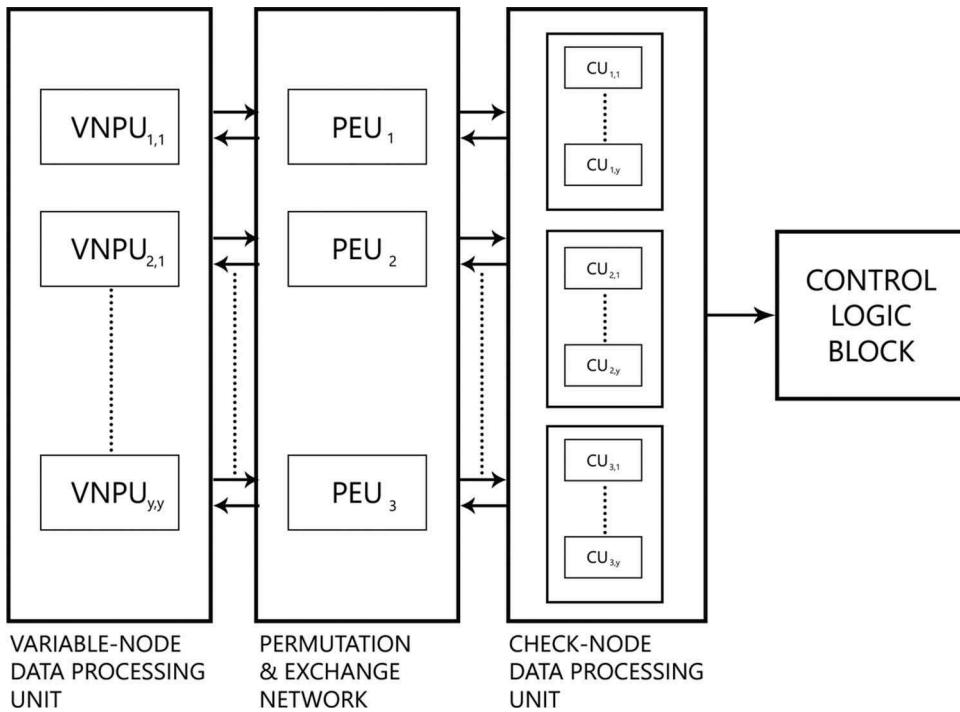 VNPU1,1
VNPU2,1
VNPUy,y
VARIABLE-NODE
DATA PROCESSING
UNIT
PEU 1
PEU 2
PEU 3
PERMUTATION
& EXCHANGE
NETWORK
CU1,1
CU1,y
CU2,1
CU2,y
CU3,1
CU3,y
CHECK-NODE
DATA PROCESSING
UNIT
CONTROL
LOGIC
BLOCK